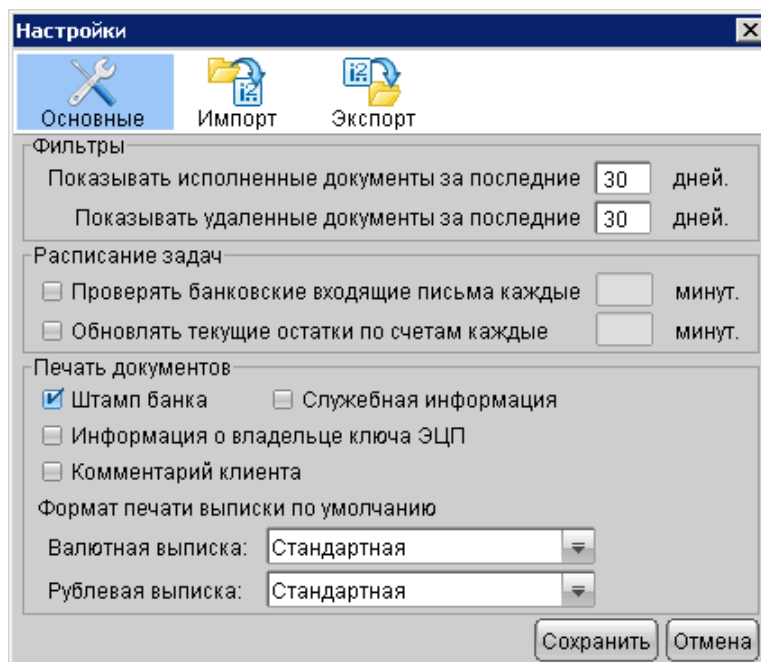 Настройки
Основные Импорт Экспорт
Фильтры
Показывать исполненные документы за последние 30 дней.
Показывать удаленные документы за последние 30 дней.
Расписание задач
Проверять банковские входящие письма каждые минут.
Обновлять текущие остатки по счетам каждые минут.
Печать документов
Штамп банка Служебная информация
Информация о владельце ключа ЭЦП
Комментарий клиента
Формат печати выписки по умолчанию
Валютная выписка: Стандартная
Рублевая выписка: Стандартная
Сохранить Отмена